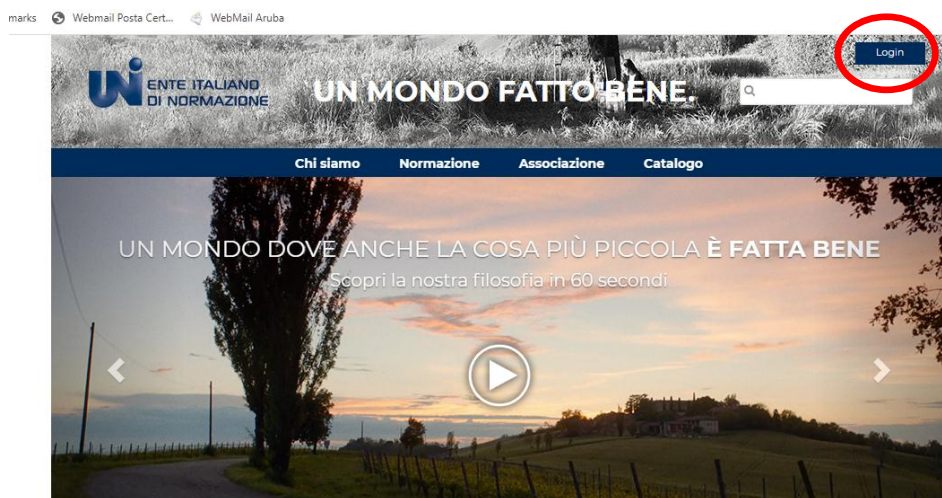 marks Webmail Posta Cert... WebMail Aruba
Login
UNI ENTE ITALIANO
DI NORMAZIONE
UN MONDO FATTO BENE.
Chi siamo Normazione Associazione Catalogo
UN MONDO DOVE ANCHE LA COSA PIÙ PICCOLA È FATTA BENE
Scopri la nostra filosofia in 60 secondi